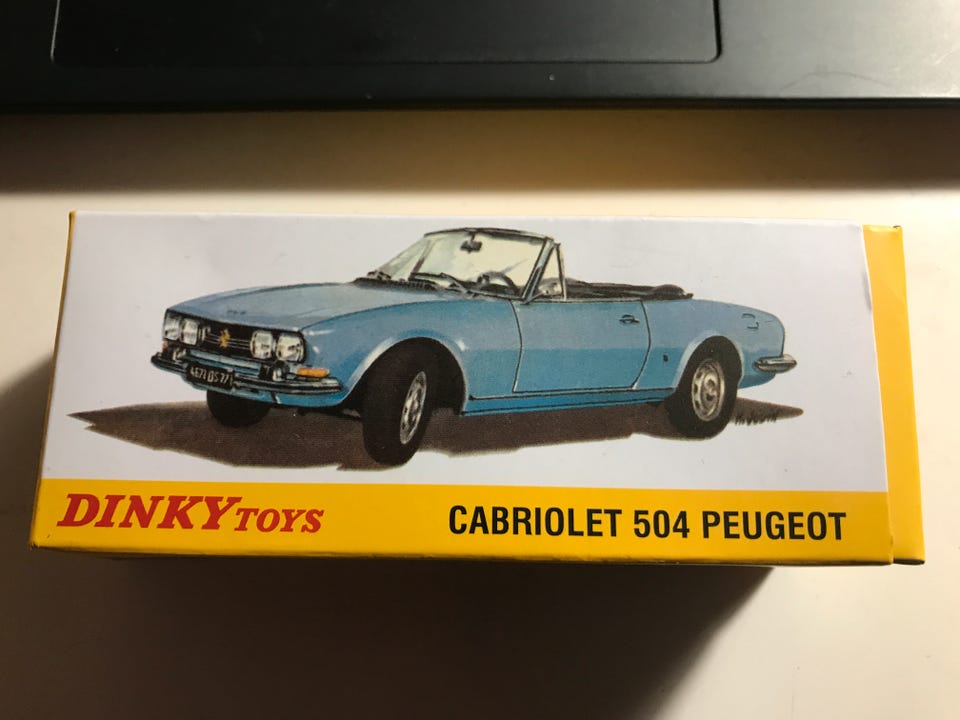 DINKY TOYS
CABRIOLET 504 PEUGEOT